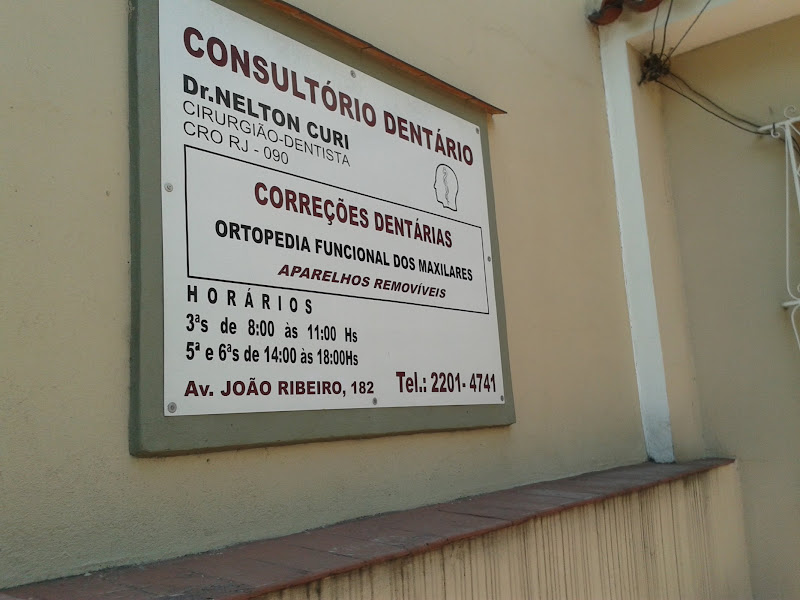 CONSULTÓRIO DENTÁRIO
Dr.NELTON CURI
CIRURGIÃO-DENTISTA
CRO RJ - 090
CORREÇÕES DENTÁRIAS
ORTOPEDIA FUNCIONAL DOS MAXILARES
APARELHOS REMOVÍVEIS
HORÁRIOS
3ªs de 8:00 às 11:00 Hs
5ª e 6ªs de 14:00 às 18:00Hs
Av. JOÃO RIBEIRO, 182 Tel.: 2201- 4741